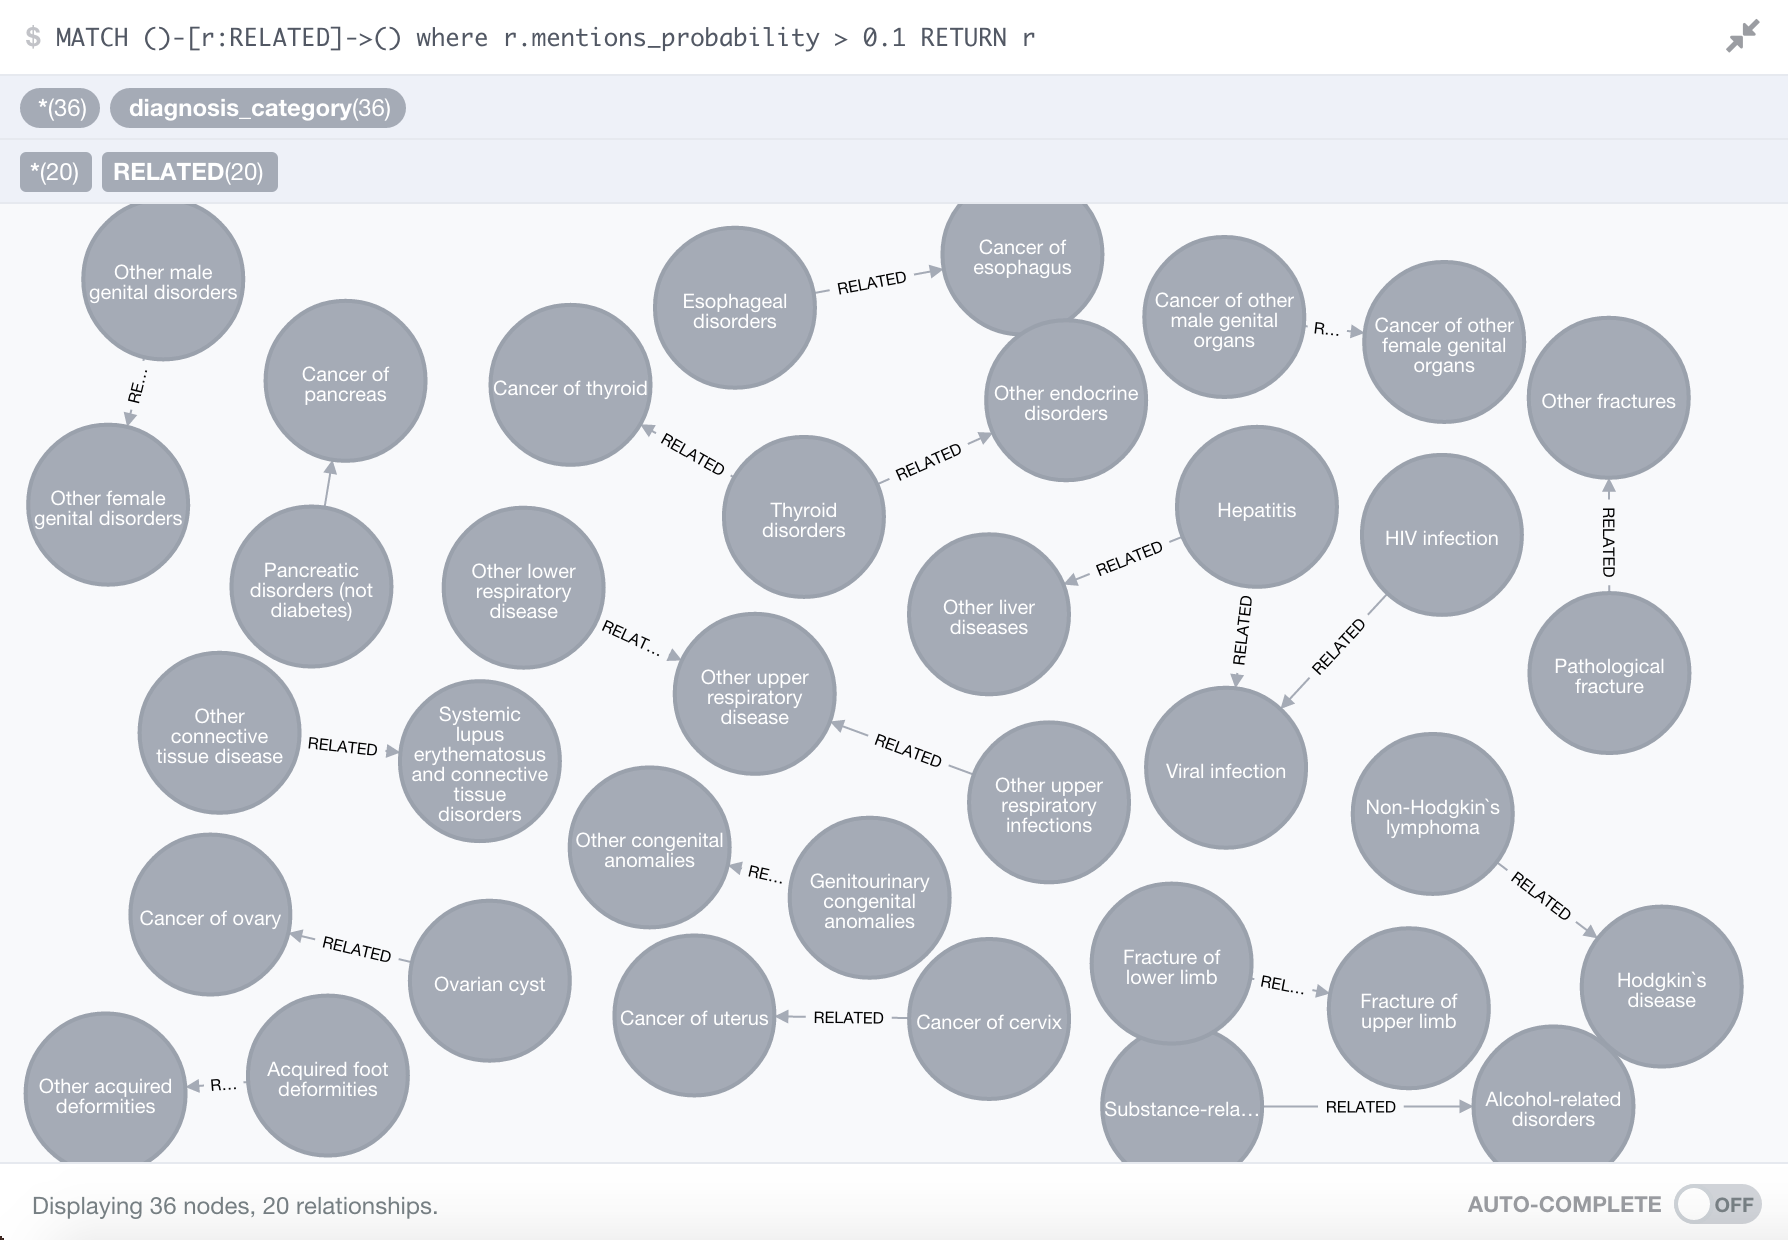 $ MATCH ()-[r:RELATED]->() where r.mentions_probability > 0.1 RETURN r
*(36) diagnosis_category(36)
*(20) RELATED(20)
Other male
genital disorders
RE...
Other female
genital disorders
Cancer of
pancreas
Pancreatic
disorders (not
diabetes)
Esophageal
disorders
RELATED
Cancer of
esophagus
Cancer of thyroid
RELATED
Thyroid
disorders
RELATED
Other endocrine
disorders
Cancer of other
male genital
organs
R...
Cancer of other
female genital
organs
Other fractures
RELATED
Pathological
fracture
Hepatitis
RELATED
Other liver
diseases
RELATED
HIV infection
RELATED
Viral infection
Other lower
respiratory
disease
RELAT...
Other upper
respiratory
disease
RELATED
Other upper
respiratory
infections
Other
connective
tissue disease
RELATED
Systemic
lupus
erythematosus
and connective
tissue
disorders
Other congenital
anomalies
RE...
Genitourinary
congenital
anomalies
Non-Hodgkin`s
lymphoma
RELATED
Hodgkin`s
disease
Cancer of ovary
RELATED
Ovarian cyst
Cancer of uterus
RELATED
Cancer of cervix
Fracture of
lower limb
REL...
Fracture of
upper limb
Other acquired
deformities
R...
Acquired foot
deformities
Substance-rela...
RELATED
Alcohol-related
disorders
Displaying 36 nodes, 20 relationships.
AUTO-COMPLETE OFF